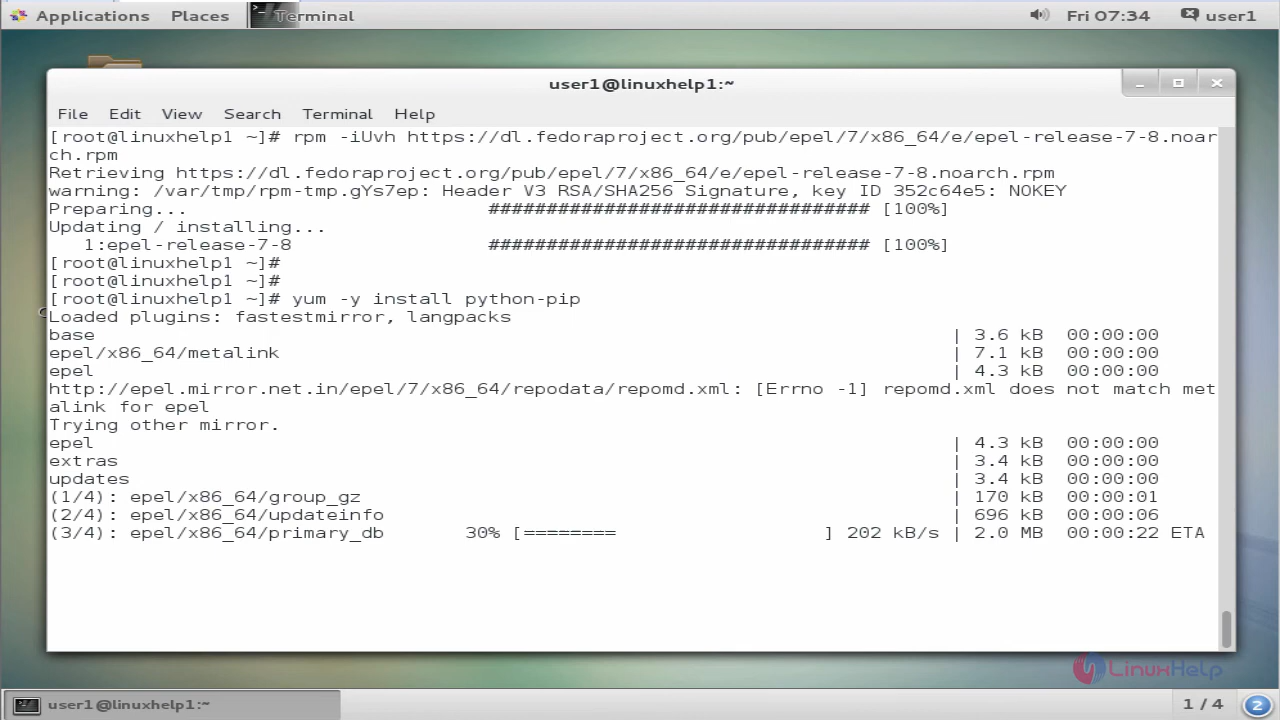 Applications Places Terminal Fri 07:34 user1
user1@linuxhelp1:~
File Edit View Search Terminal Help
[root@linuxhelp1 ~]# rpm -iUvh https://dl.fedoraproject.org/pub/epel/7/x86_64/e/epel-release-7-8.noar
ch.rpm
Retrieving https://dl.fedoraproject.org/pub/epel/7/x86_64/e/epel-release-7-8.noarch.rpm
warning: /var/tmp/rpm-tmp.gYs7ep: Header V3 RSA/SHA256 Signature, key ID 352c64e5: NOKEY
Preparing...                          ################################# [100%]
Updating / installing...
   1:epel-release-7-8                 ################################# [100%]
[root@linuxhelp1 ~]#
[root@linuxhelp1 ~]#
[root@linuxhelp1 ~]# yum -y install python-pip
Loaded plugins: fastestmirror, langpacks
base                                                                          | 3.6 kB  00:00:00
epel/x86_64/metalink                                                          | 7.1 kB  00:00:00
epel                                                                          | 4.3 kB  00:00:00
http://epel.mirror.net.in/epel/7/x86_64/repodata/repomd.xml: [Errno -1] repomd.xml does not match met
alink for epel
Trying other mirror.
epel                                                                          | 4.3 kB  00:00:00
extras                                                                        | 3.4 kB  00:00:00
updates                                                                       | 3.4 kB  00:00:00
(1/4): epel/x86_64/group_gz                                                   | 170 kB  00:00:01
(2/4): epel/x86_64/updateinfo                                                 | 696 kB  00:00:06
(3/4): epel/x86_64/primary_db       30% [========                  ] 202 kB/s | 2.0 MB  00:00:22 ETA
LinuxHelp
user1@linuxhelp1:~ 1 / 4 2